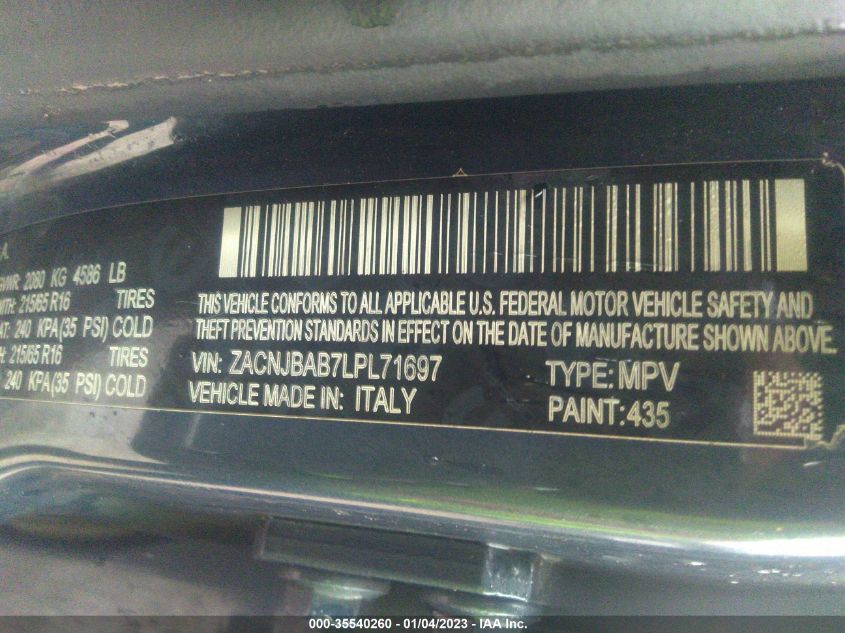 A.
GVWR 2080 KG 4586 LB
WITH: 215/65 R16 TIRES
AT: 240 KPA(35 PSI) COLD
H: 215/65 R16 TIRES
240 KPA(35 PSI) COLD
THIS VEHICLE CONFORMS TO ALL APPLICABLE U.S. FEDERAL MOTOR VEHICLE SAFETY AND
THEFT PREVENTION STANDARDS IN EFFECT ON THE DATE OF MANUFACTURE SHOWN ABOVE.
VIN: ZACNJBAB7LPL71697 TYPE: MPV
VEHICLE MADE IN: ITALY PAINT:435
000-35540260 - 01/04/2023 - IAA Inc.